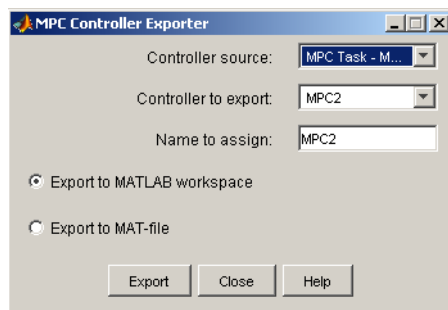 MPC Controller Exporter
Controller source: MPC Task - M...
Controller to export: MPC2
Name to assign: MPC2
Export to MATLAB workspace
Export to MAT-file
Export Close Help